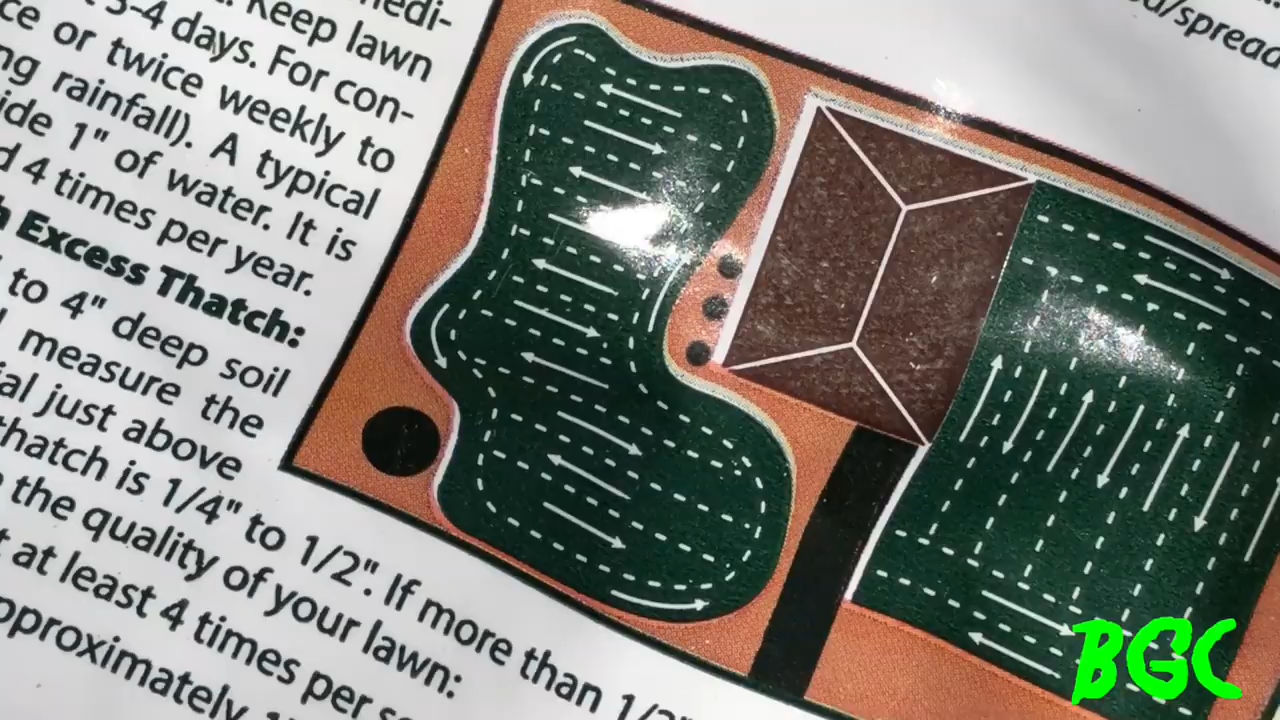 Keep lawn
3-4 days. For con-
ce or twice weekly to
ng rainfall). A typical
ide 1" of water. It is
d 4 times per year.
h Excess Thatch:
to 4" deep soil
measure the
ial just above
thatch is 1/4" to 1/2". If more than 1/2"
the quality of your lawn:
t at least 4 times per
pproximately
d/spread
BGC